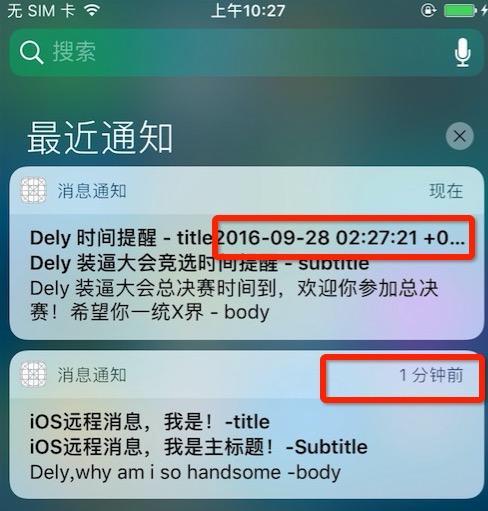 无 SIM 卡 上午10:27
搜索
最近通知
消息通知 现在
Dely 时间提醒 - title2016-09-28 02:27:21 +0...
Dely 装逼大会竞选时间提醒 - subtitle
Dely 装逼大会总决赛时间到，欢迎你参加总决
赛！希望你一统X界 - body
消息通知 1 分钟前
iOS远程消息，我是！-title
iOS远程消息，我是主标题！-Subtitle
Dely,why am i so handsome -body